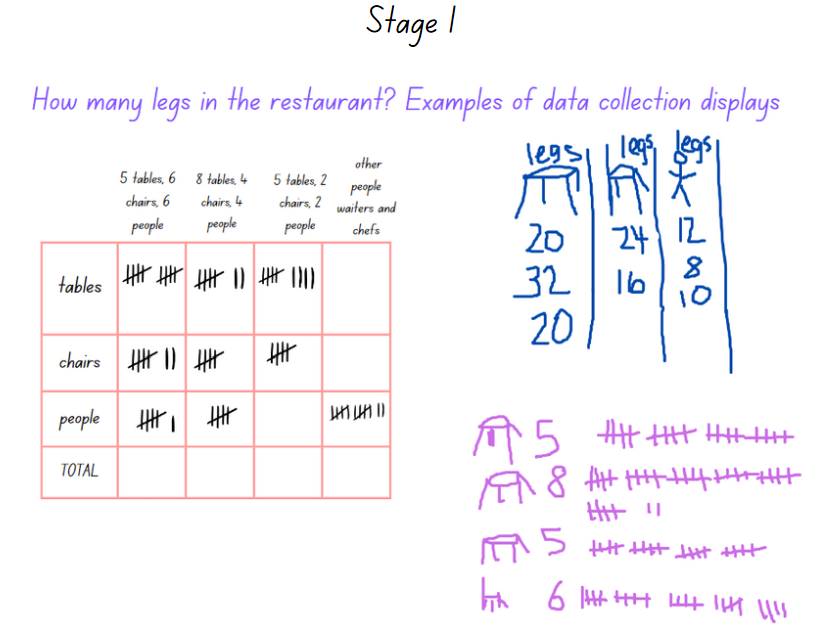 Stage 1
How many legs in the restaurant? Examples of data collection displays
5 tables, 6
chairs, 6
people
8 tables, 4
chairs, 4
people
5 tables, 2
chairs, 2
people
other
people
waiters and
chefs
tables
chairs
people
TOTAL
legs legs legs
20 24 12
32 16 8
20 10
5
8
5
6